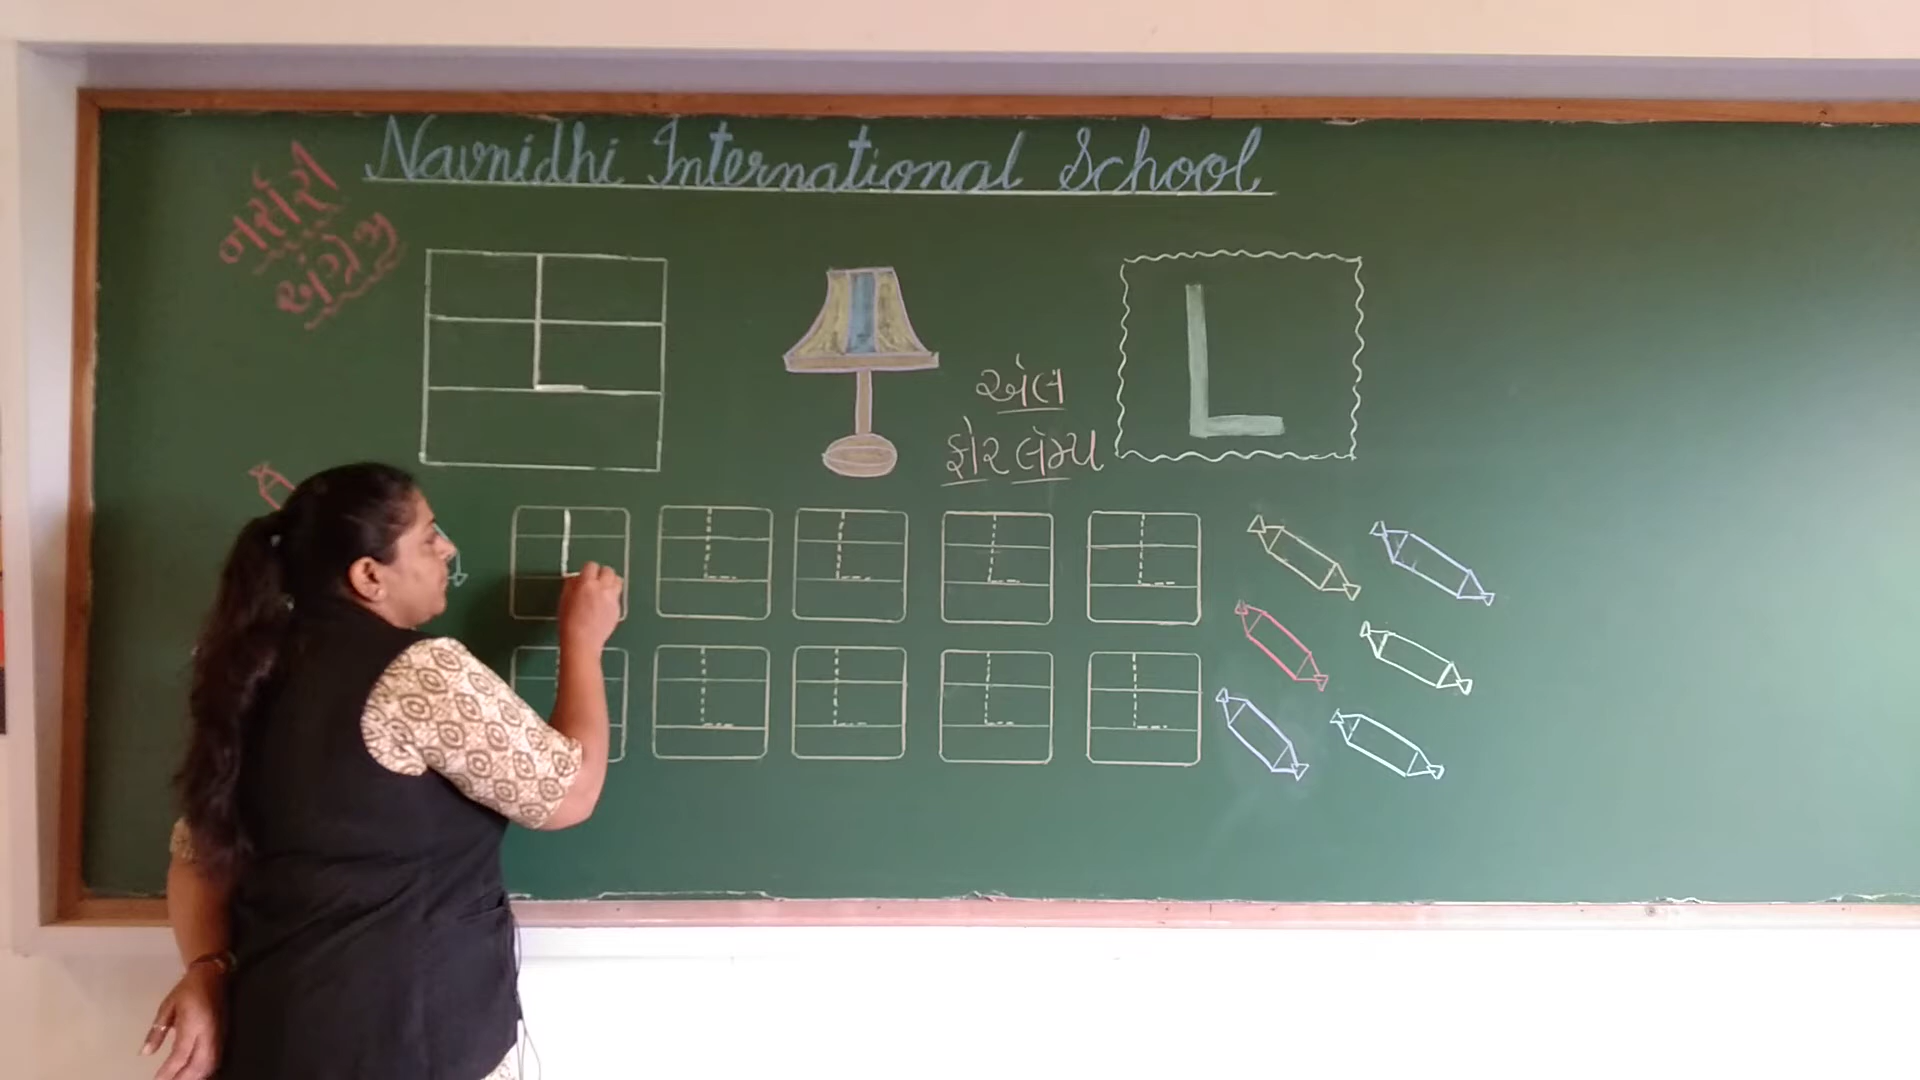 Navnidhi International School
નર્સરી
અંગ્રેજી
L
L
એલ
ફોર લેમ્પ
A
L L L L L
L L L L L